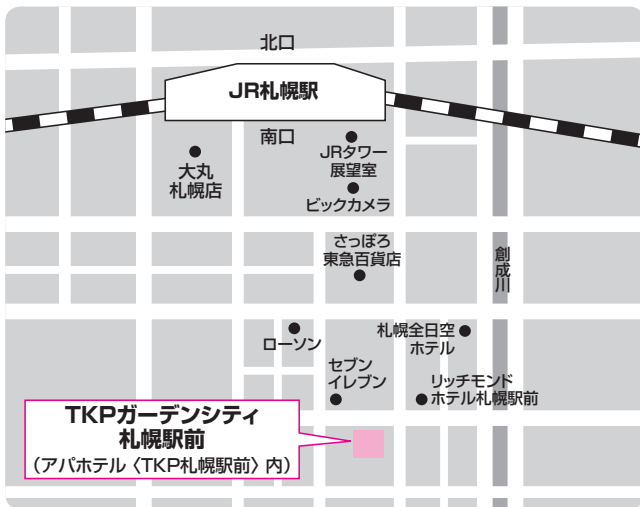 北口
JR札幌駅
南口
大丸
札幌店
JRタワー
展望室
ビックカメラ
さっぽろ
東急百貨店
創成川
ローソン
札幌全日空
ホテル
セブン
イレブン
リッチモンド
ホテル札幌駅前
TKPガーデンシティ
札幌駅前
（アパホテル〈TKP札幌駅前〉内）